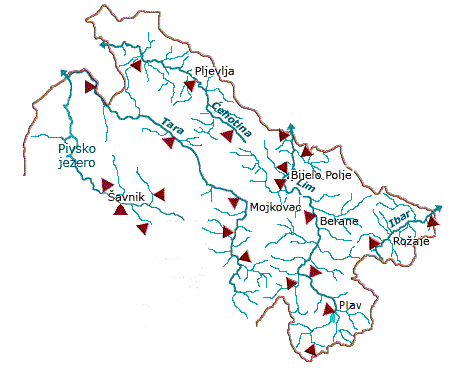 Pljevlja
Ćehotina
Tara
Pivsko
jezero
Bijelo Polje
Lim
Šavnik
Mojkovac
Berane
Ibar
Rožaje
Plav